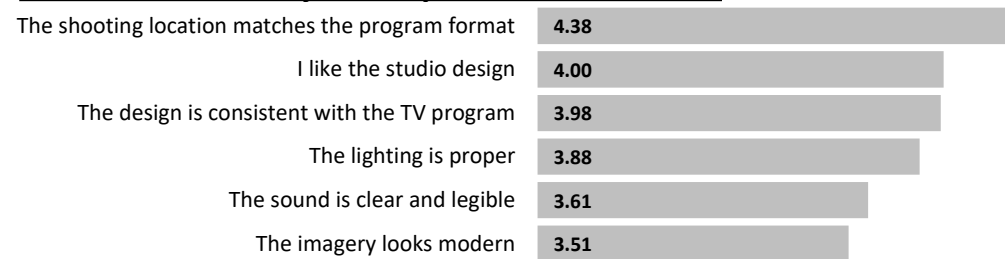 The shooting location matches the program format 4.38
I like the studio design 4.00
The design is consistent with the TV program 3.98
The lighting is proper 3.88
The sound is clear and legible 3.61
The imagery looks modern 3.51